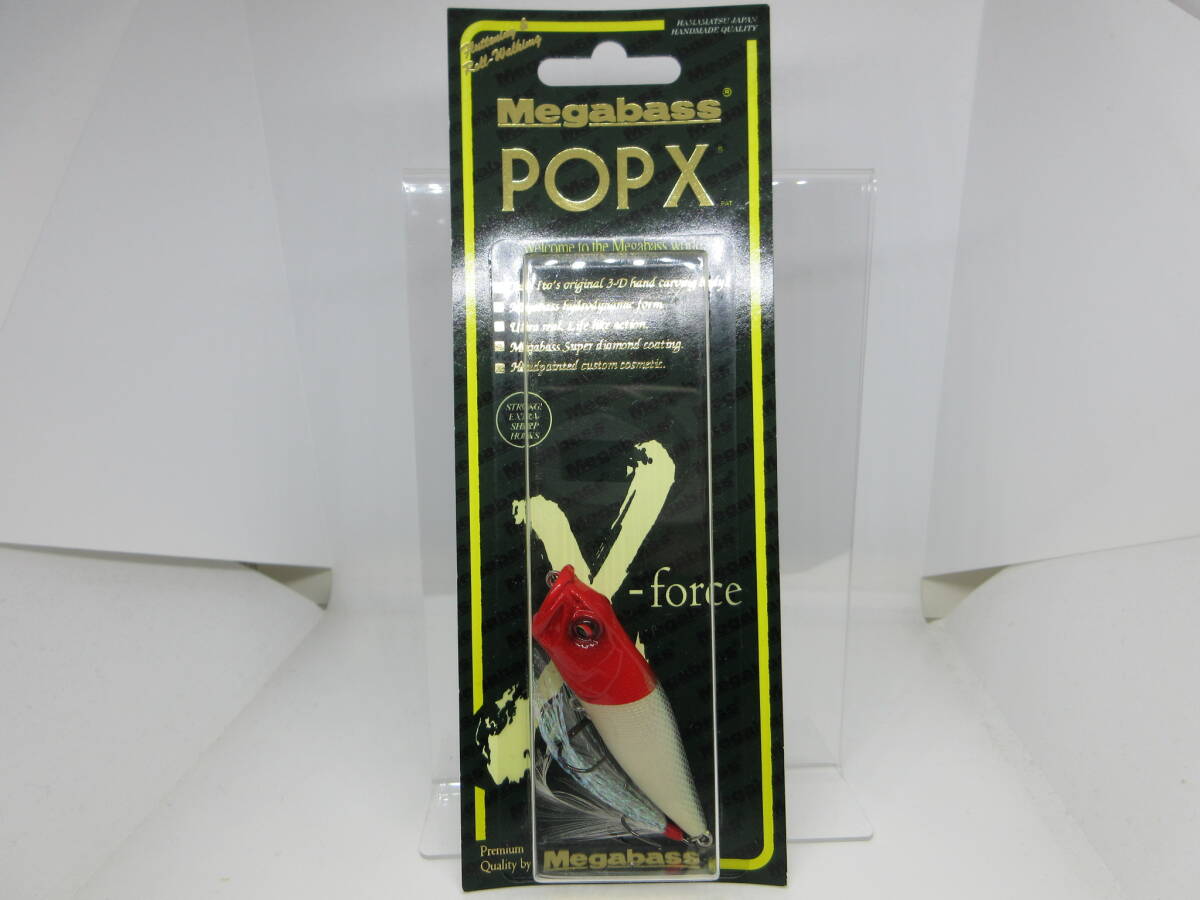 Fluttering &
Roll-Walking
HAMAMATSU JAPAN
HANDMADE QUALITY
Megabass®
POPX®
PAT
Welcome to the Megabass world
Ito's original 3-D hand carving body.
Megabass hydrodynamic form.
Ultra real, Life like action.
Megabass Super diamond coating.
Handpainted custom cosmetic.
STRONG!
EXTRA-
SHARP
HOOKS
X
-force
Premium
Quality by
Megabass